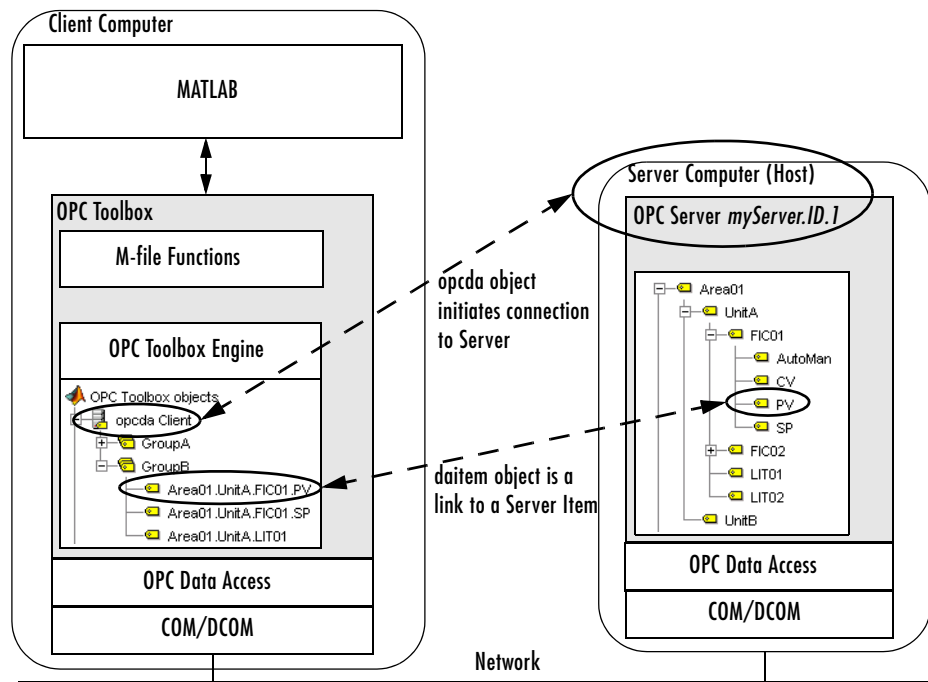 Client Computer
MATLAB
OPC Toolbox
M-file Functions
OPC Toolbox Engine
OPC Toolbox objects
opcda Client
GroupA
GroupB
Area01.UnitA.FIC01.PV
Area01.UnitA.FIC01.SP
Area01.UnitA.LIT01
OPC Data Access
COM/DCOM
opcda object
initiates connection
to Server
daitem object is a
link to a Server Item
Server Computer (Host)
OPC Server myServer.ID.1
Area01
UnitA
FIC01
AutoMan
CV
PV
SP
FIC02
LIT01
LIT02
UnitB
OPC Data Access
COM/DCOM
Network